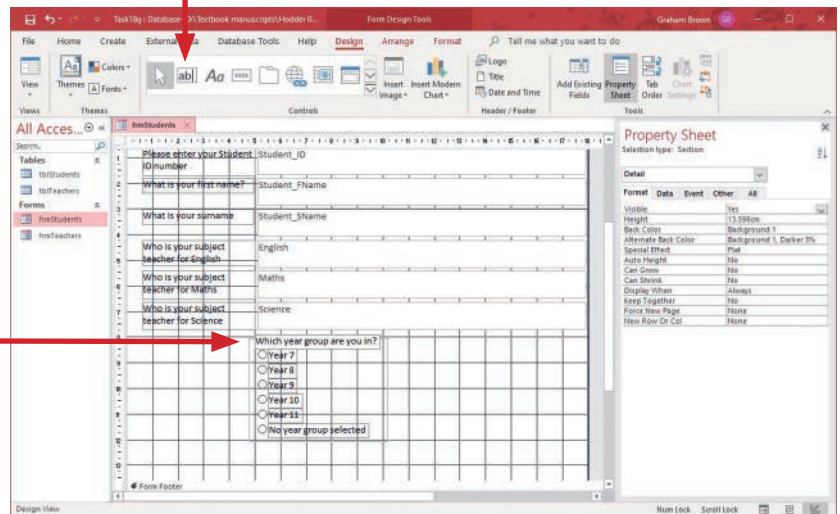 Task10g : Database- D:\Textbook manuscripts\Hodder 0...
Form Design Tools
Graham Brown
GB
File Home Create External Data Database Tools Help Design Arrange Format Tell me what you want to do
View
Views
Themes
Aa
Colors
A Fonts
Themes
ab|
Aa
xxxx
Insert Image
Insert Modern Chart
Controls
Logo
Title
Date and Time
Header / Footer
Add Existing Fields
Property Sheet
Tab Order
Chart Settings
Tools
All Acces...
Search..
Tables
tblStudents
tblTeachers
Forms
frmStudents
frmTeachers
frmStudents
Please enter your Student ID number
Student_ID
What is your first name?
Student_FName
What is your surname
Student_SName
Who is your subject teacher for English
English
Who is your subject teacher for Maths
Maths
Who is your subject teacher for Science
Science
Which year group are you in?
Year 7
Year 8
Year 9
Year 10
Year 11
No year group selected
Form Footer
Property Sheet
Selection type: Section
Detail
Format Data Event Other All
Visible Yes
Height 13.598cm
Back Color Background 1
Alternate Back Color Background 1, Darker 5%
Special Effect Flat
Auto Height No
Can Grow No
Can Shrink No
Display When Always
Keep Together No
Force New Page None
New Row Or Col None
Design View
Num Lock Scroll Lock